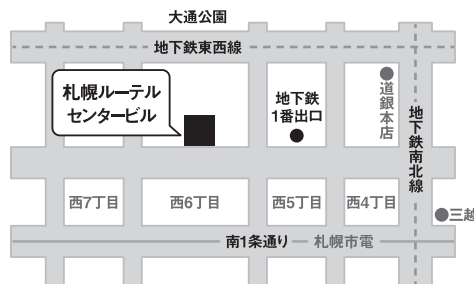 大通公園
地下鉄東西線
札幌ルーテル
センタービル
地下鉄
1番出口
道銀本店
地下鉄南北線
西7丁目
西6丁目
西5丁目
西4丁目
三越
南1条通り
札幌市電